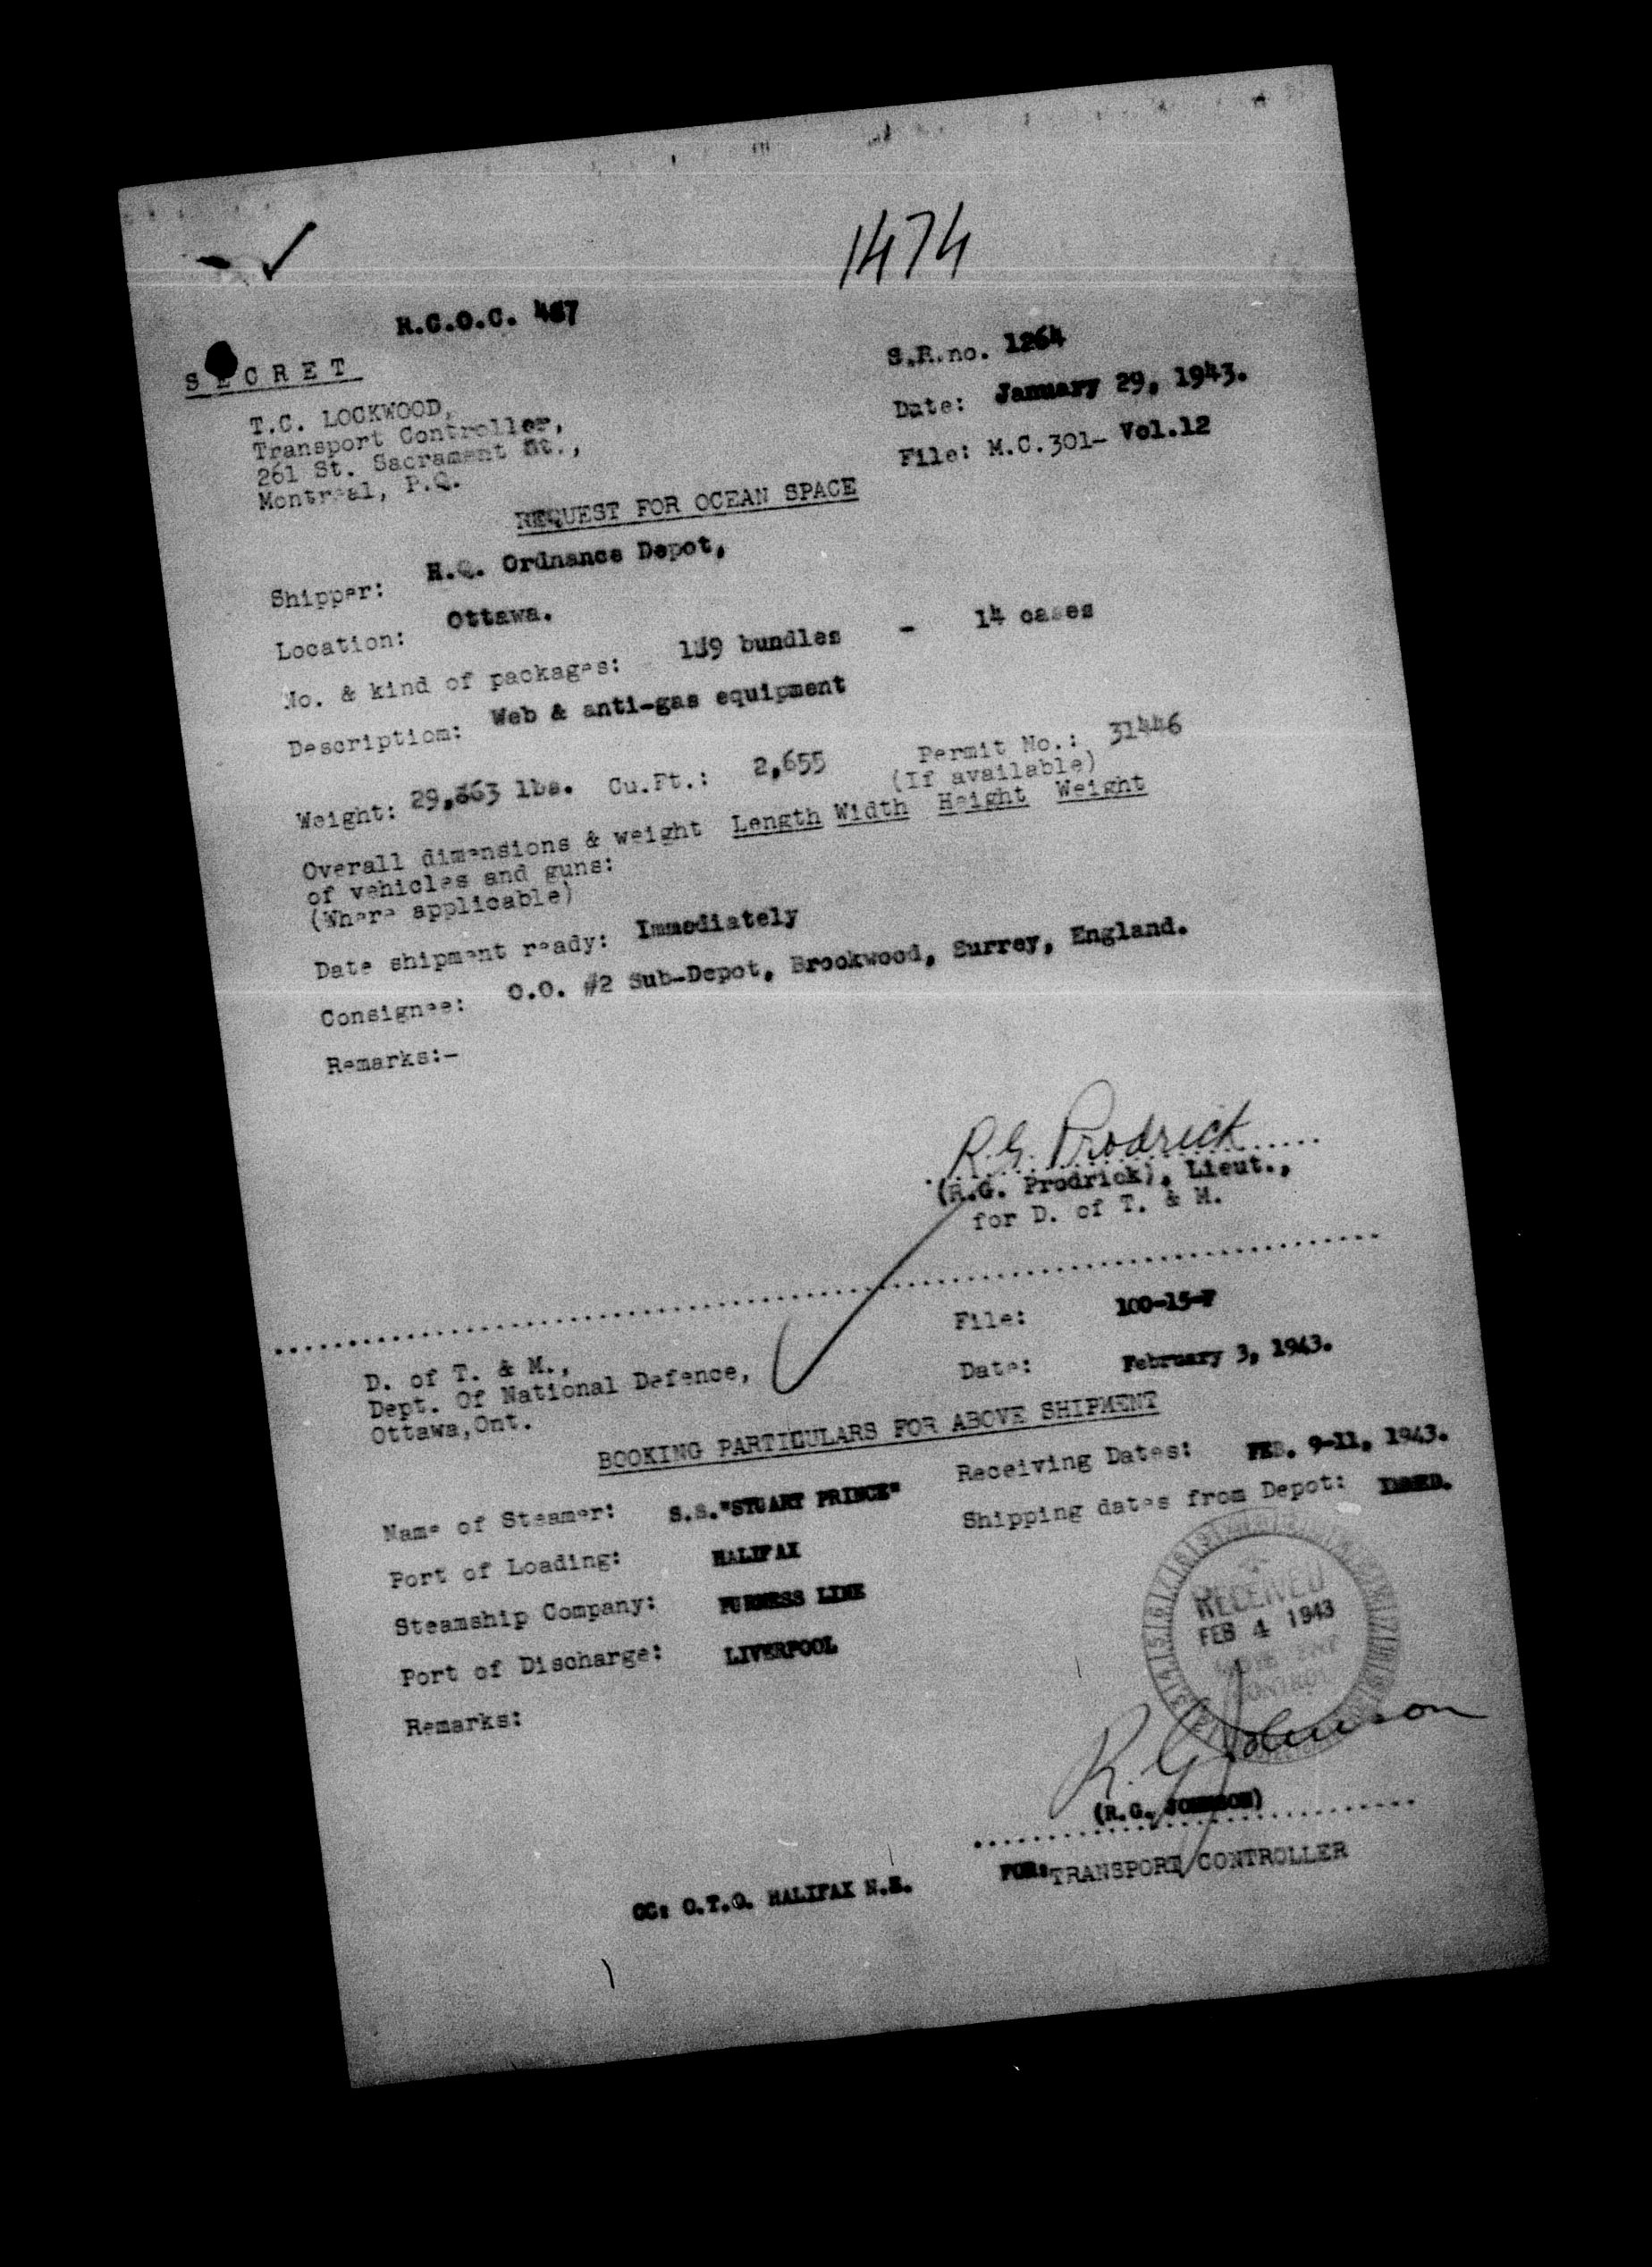 1474
R.C.O.C. 467
SECRET
S.R.no. 1264
T.C. LOCKWOOD,
Transport Controller,
261 St. Sacrament St.,
Montreal, P.Q.
Date: January 29, 1943.
File: M.C.301- Vol.12
REQUEST FOR OCEAN SPACE
Shipper: H.Q. Ordnance Depot,
Location: Ottawa.
No. & kind of packages: bundles - 14 cases
Description: Web & anti-gas equipment
Weight: 29,863 lbs. Cu.Ft.: 2,655 Permit No.: 31446
(If available)
Overall dimensions & weight Length Width Height Weight
of vehicles and guns:
(Where applicable)
Date shipment ready: Immediately
Consignee: O.O. #2 Sub-Depot, Brookwood, Surrey, England.
Remarks:-
R.G. Prodrick
(R.G. Prodrick), Lieut.,
for D. of T. & M.
File: 100-15-F
D. of T. & M.,
Dept. Of National Defence,
Ottawa,Ont.
Date: February 3, 1943.
BOOKING PARTICULARS FOR ABOVE SHIPMENT
Name of Steamer: S.S."STUART PRINCE" Receiving Dates: FEB. 9-11, 1943.
Port of Loading: HALIFAX Shipping dates from Depot: IMMED.
Steamship Company: FURNESS LINE
Port of Discharge: LIVERPOOL
Remarks:
RECEIVED
FEB 4 1943
CONTROL
R. G. Johnson
(R.G. JOHNSON)
FOR: TRANSPORT CONTROLLER
CC: O.T.O. HALIFAX N.S.